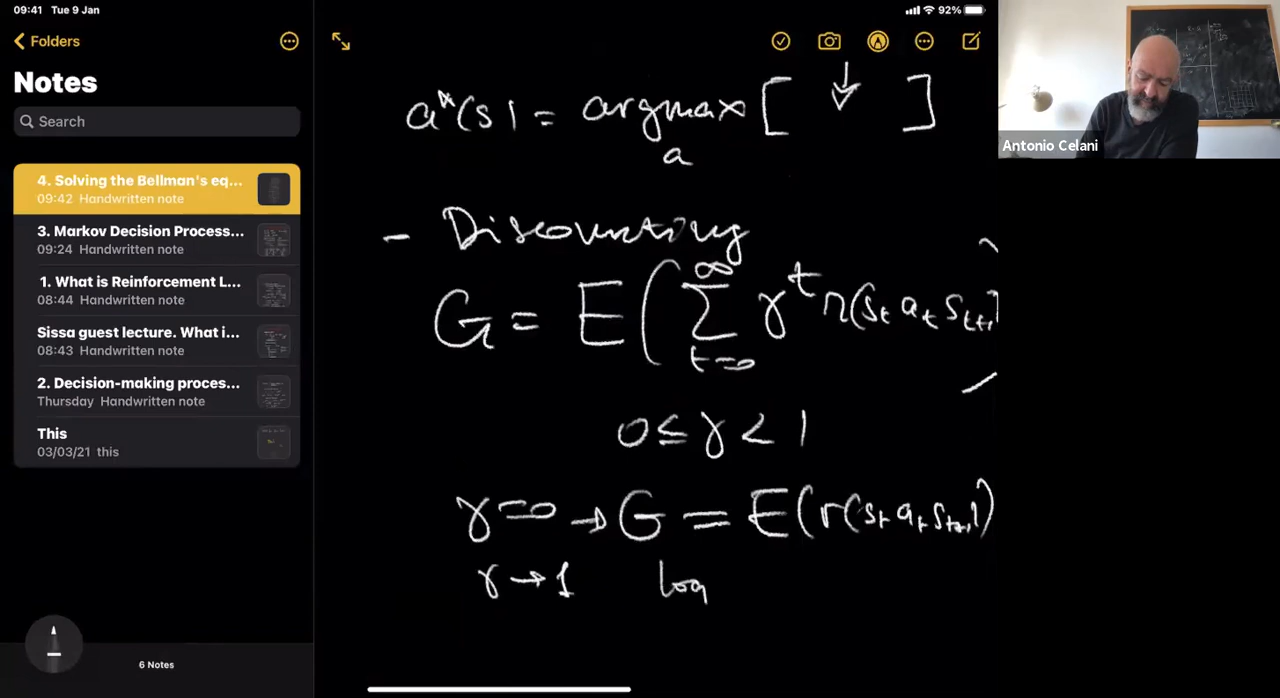 09:41 Tue 9 Jan
92%
Folders
Notes
Search
4. Solving the Bellman's eq...
09:42 Handwritten note
3. Markov Decision Process...
09:24 Handwritten note
1. What is Reinforcement L...
08:44 Handwritten note
Sissa guest lecture. What i...
08:43 Handwritten note
2. Decision-making proces...
Thursday Handwritten note
This
03/03/21 this
6 Notes
a*(s) = argmax [ ↓ ]
a
- Discounting
G = E( ∑_{t=0}^{∞} γ^t r(s_t a_t s_{t+1})
0 ≤ γ < 1
γ=0 → G = E(r(s_t a_t s_{t+1})
γ → 1 lon
Antonio Celani